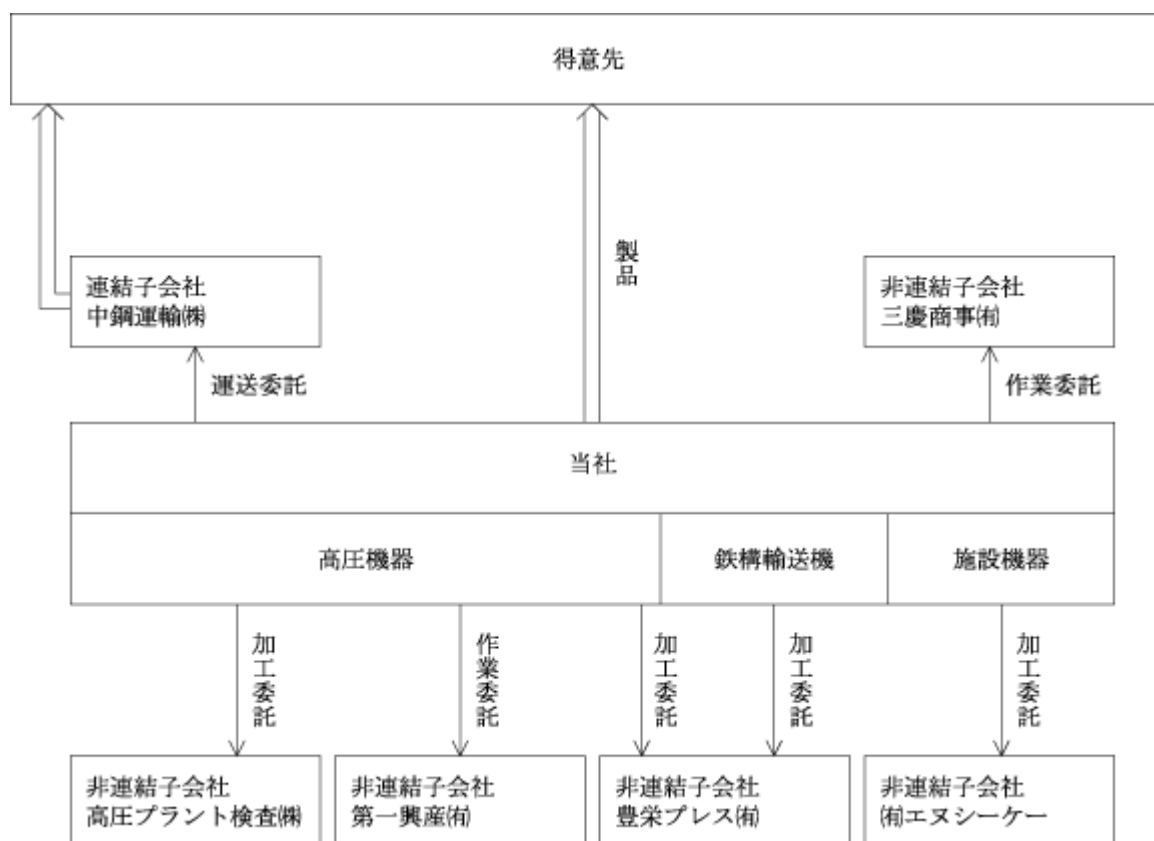 得意先
製品
連結子会社
中鋼運輸㈱
非連結子会社
三慶商事㈲
運送委託
作業委託
当社
高圧機器
鉄構輸送機
施設機器
加工委託
作業委託
加工委託
加工委託
加工委託
非連結子会社
高圧プラント検査㈱
非連結子会社
第一興産㈲
非連結子会社
豊栄プレス㈲
非連結子会社
㈲エヌシーケー